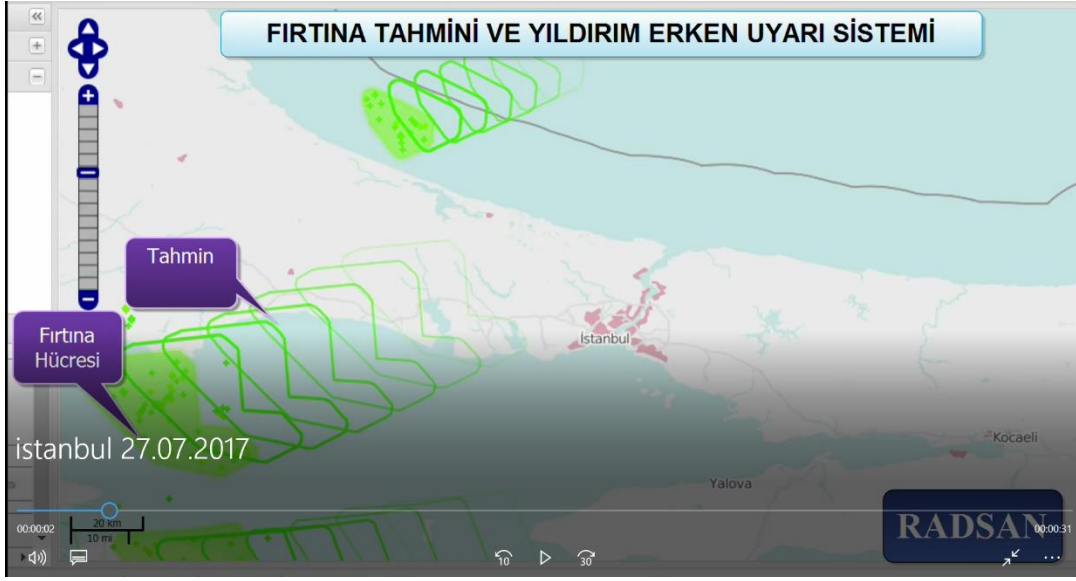 FIRTINA TAHMİNİ VE YILDIRIM ERKEN UYARI SİSTEMİ
Tahmin
Fırtına
Hücresi
İstanbul
istanbul 27.07.2017
Kocaeli
Yalova
00:00:02
20 km
10 mi
RADSAN
00:00:31
10
30